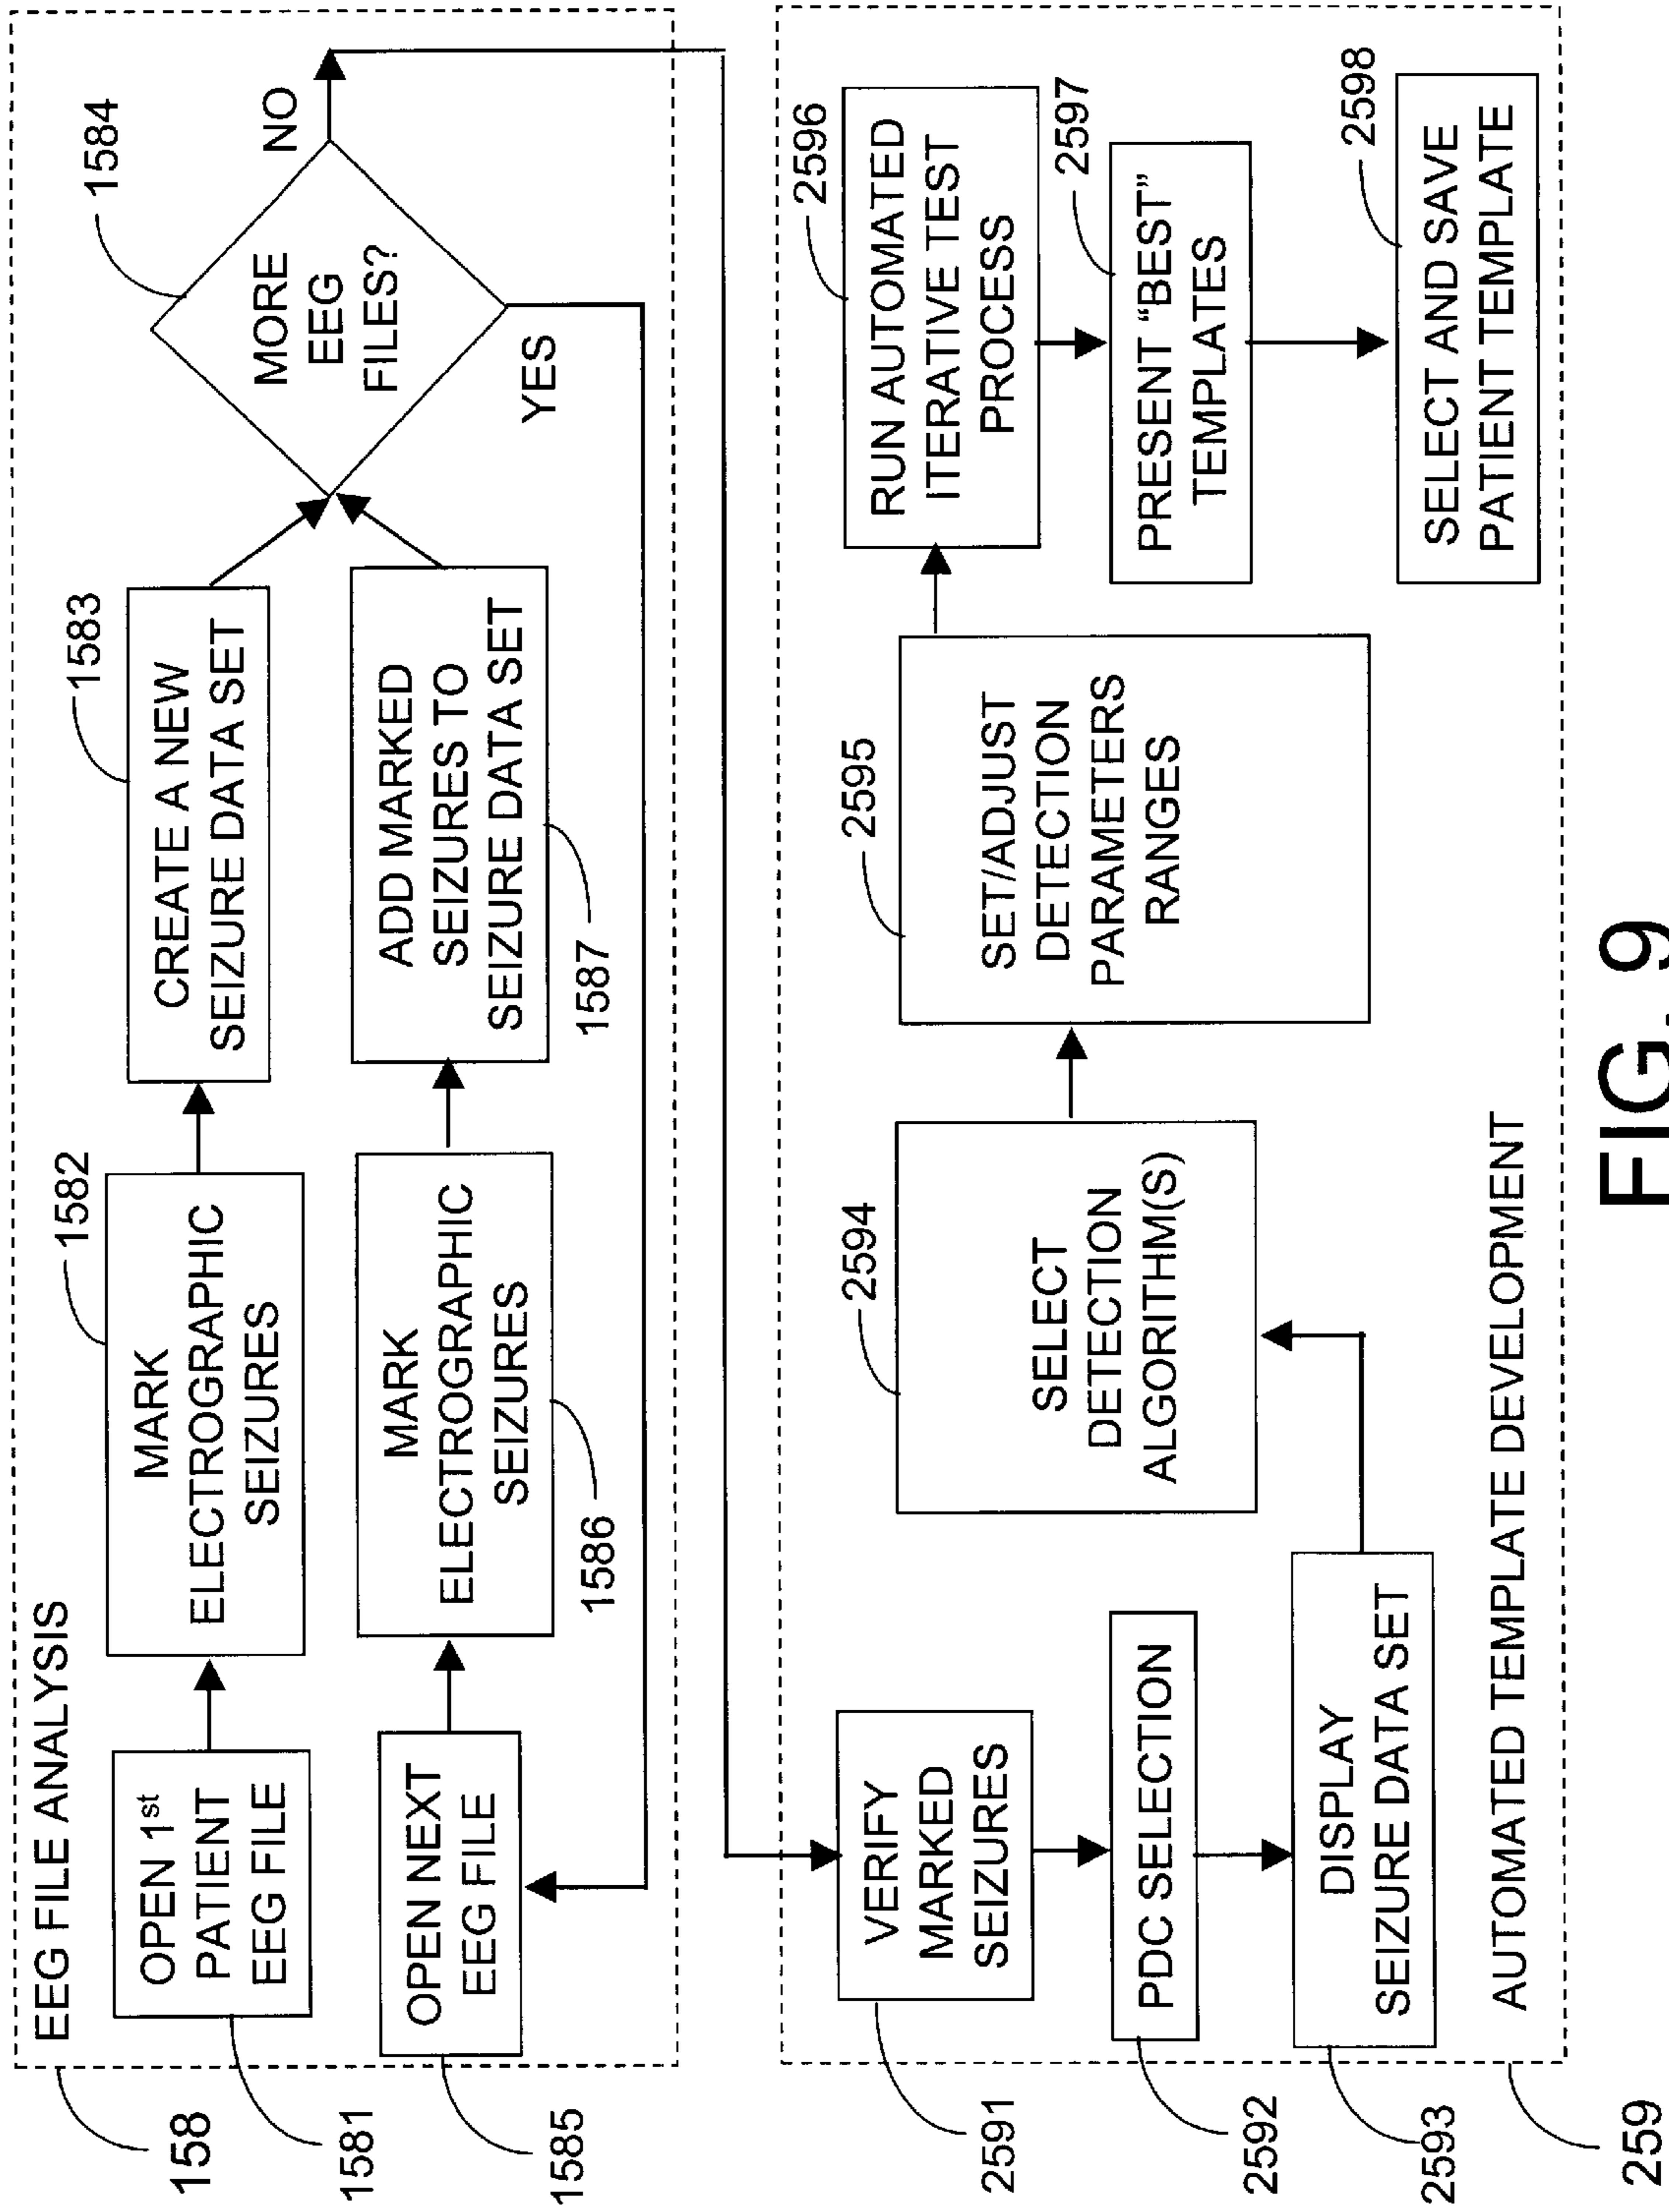 EEG FILE ANALYSIS
158
OPEN 1st
PATIENT
EEG FILE
1581
MARK
ELECTROGRAPHIC
SEIZURES
1582
CREATE A NEW
SEIZURE DATA SET
1583
MORE
EEG
FILES?
1584
NO
YES
OPEN NEXT
EEG FILE
1585
MARK
ELECTROGRAPHIC
SEIZURES
1586
ADD MARKED
SEIZURES TO
SEIZURE DATA SET
1587
VERIFY
MARKED
SEIZURES
2591
PDC SELECTION
2592
DISPLAY
SEIZURE DATA SET
2593
SELECT
DETECTION
ALGORITHM(S)
2594
SET/ADJUST
DETECTION
PARAMETERS
RANGES
2595
RUN AUTOMATED
ITERATIVE TEST
PROCESS
2596
PRESENT “BEST”
TEMPLATES
2597
SELECT AND SAVE
PATIENT TEMPLATE
2598
AUTOMATED TEMPLATE DEVELOPMENT
259
FIG. 9